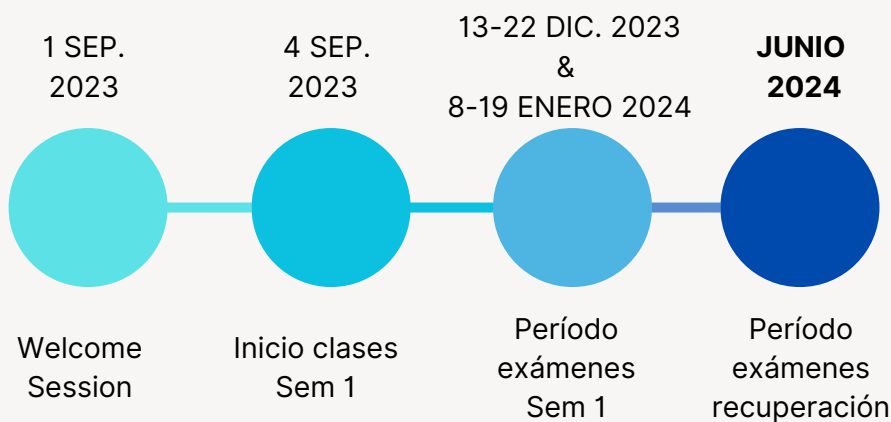 1 SEP.
2023
4 SEP.
2023
13-22 DIC. 2023
&
8-19 ENERO 2024
JUNIO
2024
Welcome
Session
Inicio clases
Sem 1
Período
exámenes
Sem 1
Período
exámenes
recuperación